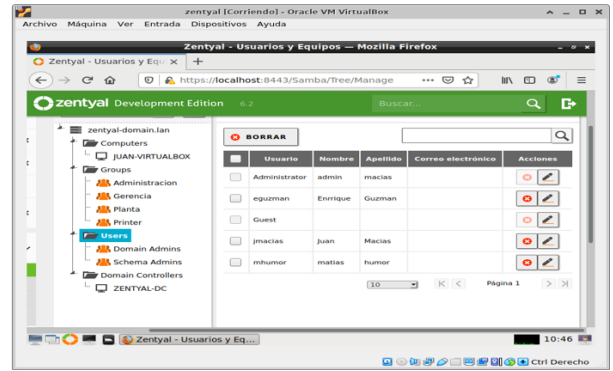 zentyal [Corriendo] - Oracle VM VirtualBox
Archivo Máquina Ver Entrada Dispositivos Ayuda
Zentyal - Usuarios y Equipos — Mozilla Firefox
Zentyal - Usuarios y Equ
https://localhost:8443/Samba/Tree/Manage
zentyal Development Edition 6.2
Buscar...
zentyal-domain.lan
Computers
JUAN-VIRTUALBOX
Groups
Administracion
Gerencia
Planta
Printer
Users
Domain Admins
Schema Admins
Domain Controllers
ZENTYAL-DC
BORRAR
Usuario Nombre Apellido Correo electrónico Acciones
Administrator admin macias
eguzman Enrrique Guzman
Guest
jmacias Juan Macias
mhumor matias humor
10 Página 1
Zentyal - Usuarios y Eq...
10:46
Ctrl Derecho